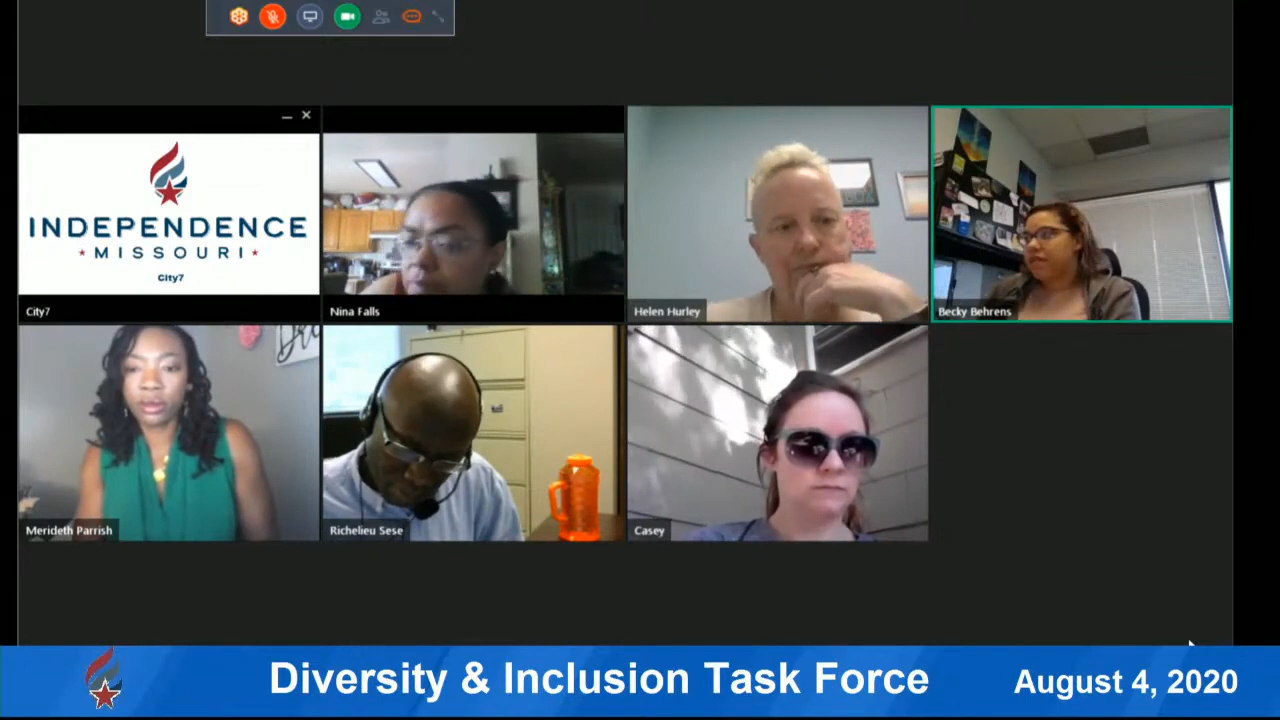 INDEPENDENCE
MISSOURI
City7
City7
Nina Falls
Helen Hurley
Becky Behrens
Merideth Parrish
Richelieu Sese
Casey
Diversity & Inclusion Task Force
August 4, 2020